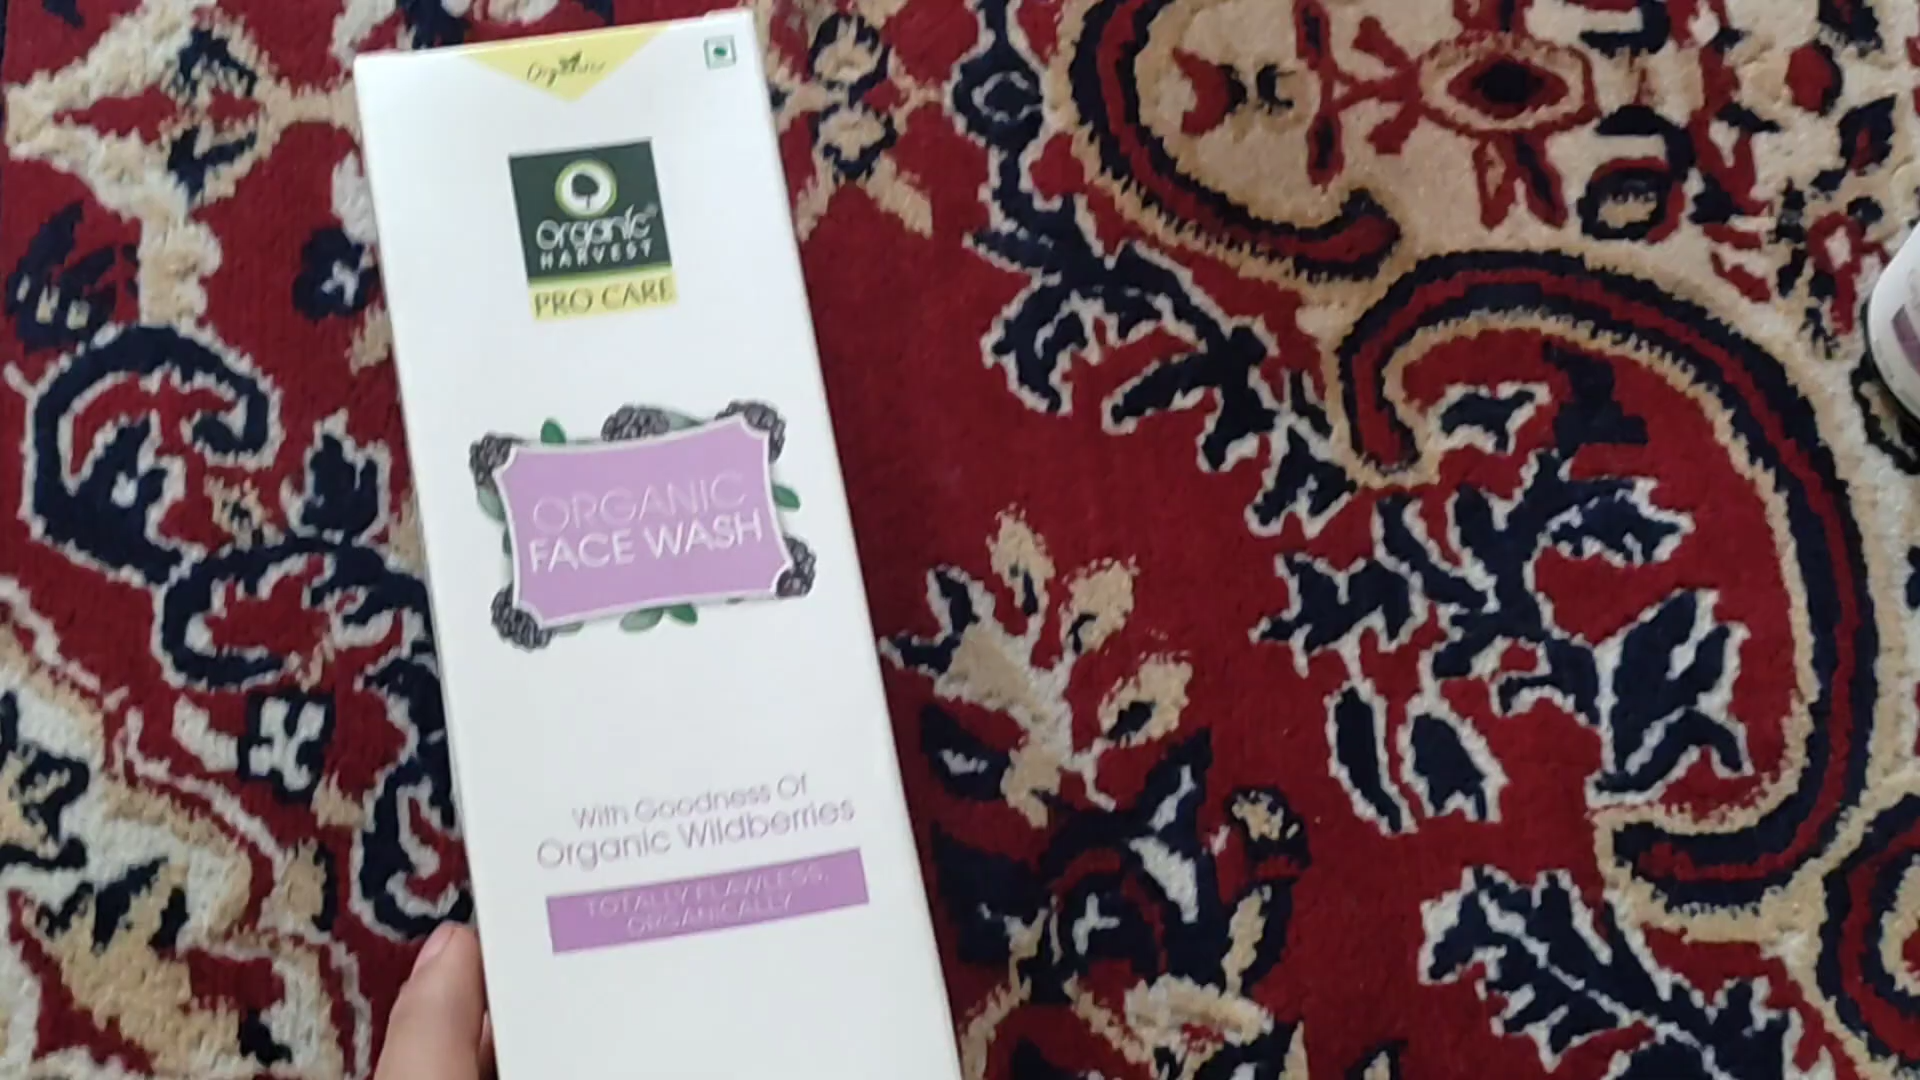 Organic
HARVEST
PRO CARE
ORGANIC
FACE WASH
With Goodness Of
Organic Wildberries
TOTALLY FLAWLESS,
ORGANICALLY